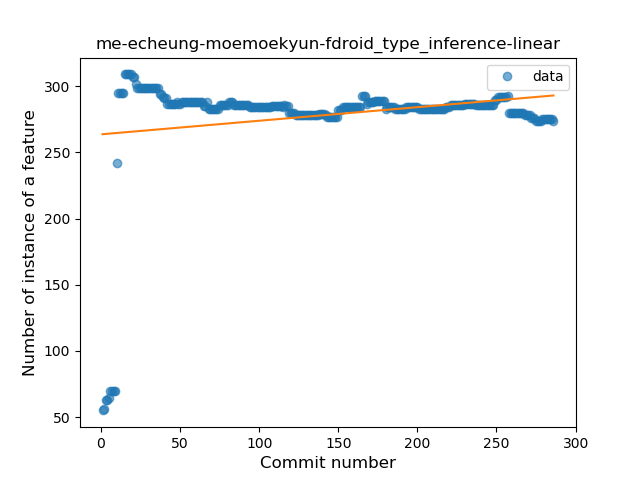 me-echeung-moemoekyun-fdroid_type_inference-linear
data
Number of instance of a feature
300
250
200
150
100
50
0 50 100 150 200 250 300
Commit number